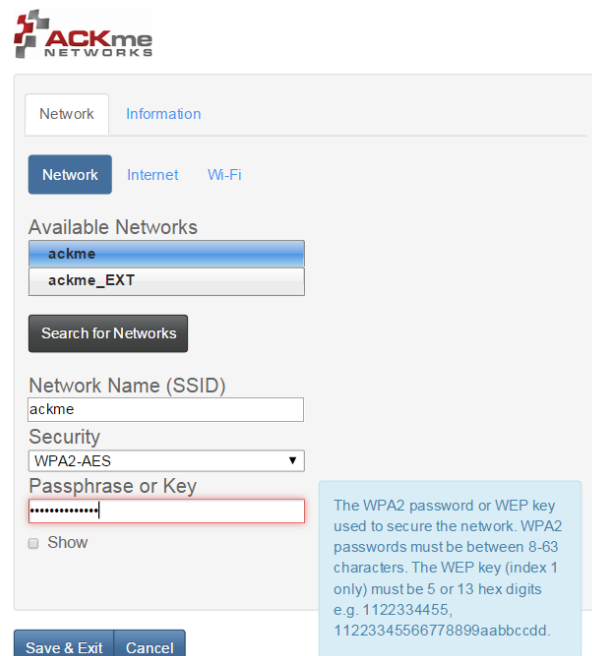 ACKme
NETWORKS
Network Information
Network Internet Wi-Fi
Available Networks
ackme
ackme_EXT
Search for Networks
Network Name (SSID)
ackme
Security
WPA2-AES
Passphrase or Key
••••••••••••••
Show
The WPA2 password or WEP key
used to secure the network. WPA2
passwords must be between 8-63
characters. The WEP key (index 1
only) must be 5 or 13 hex digits
e.g. 1122334455,
11223345566778899aabbccdd.
Save & Exit Cancel